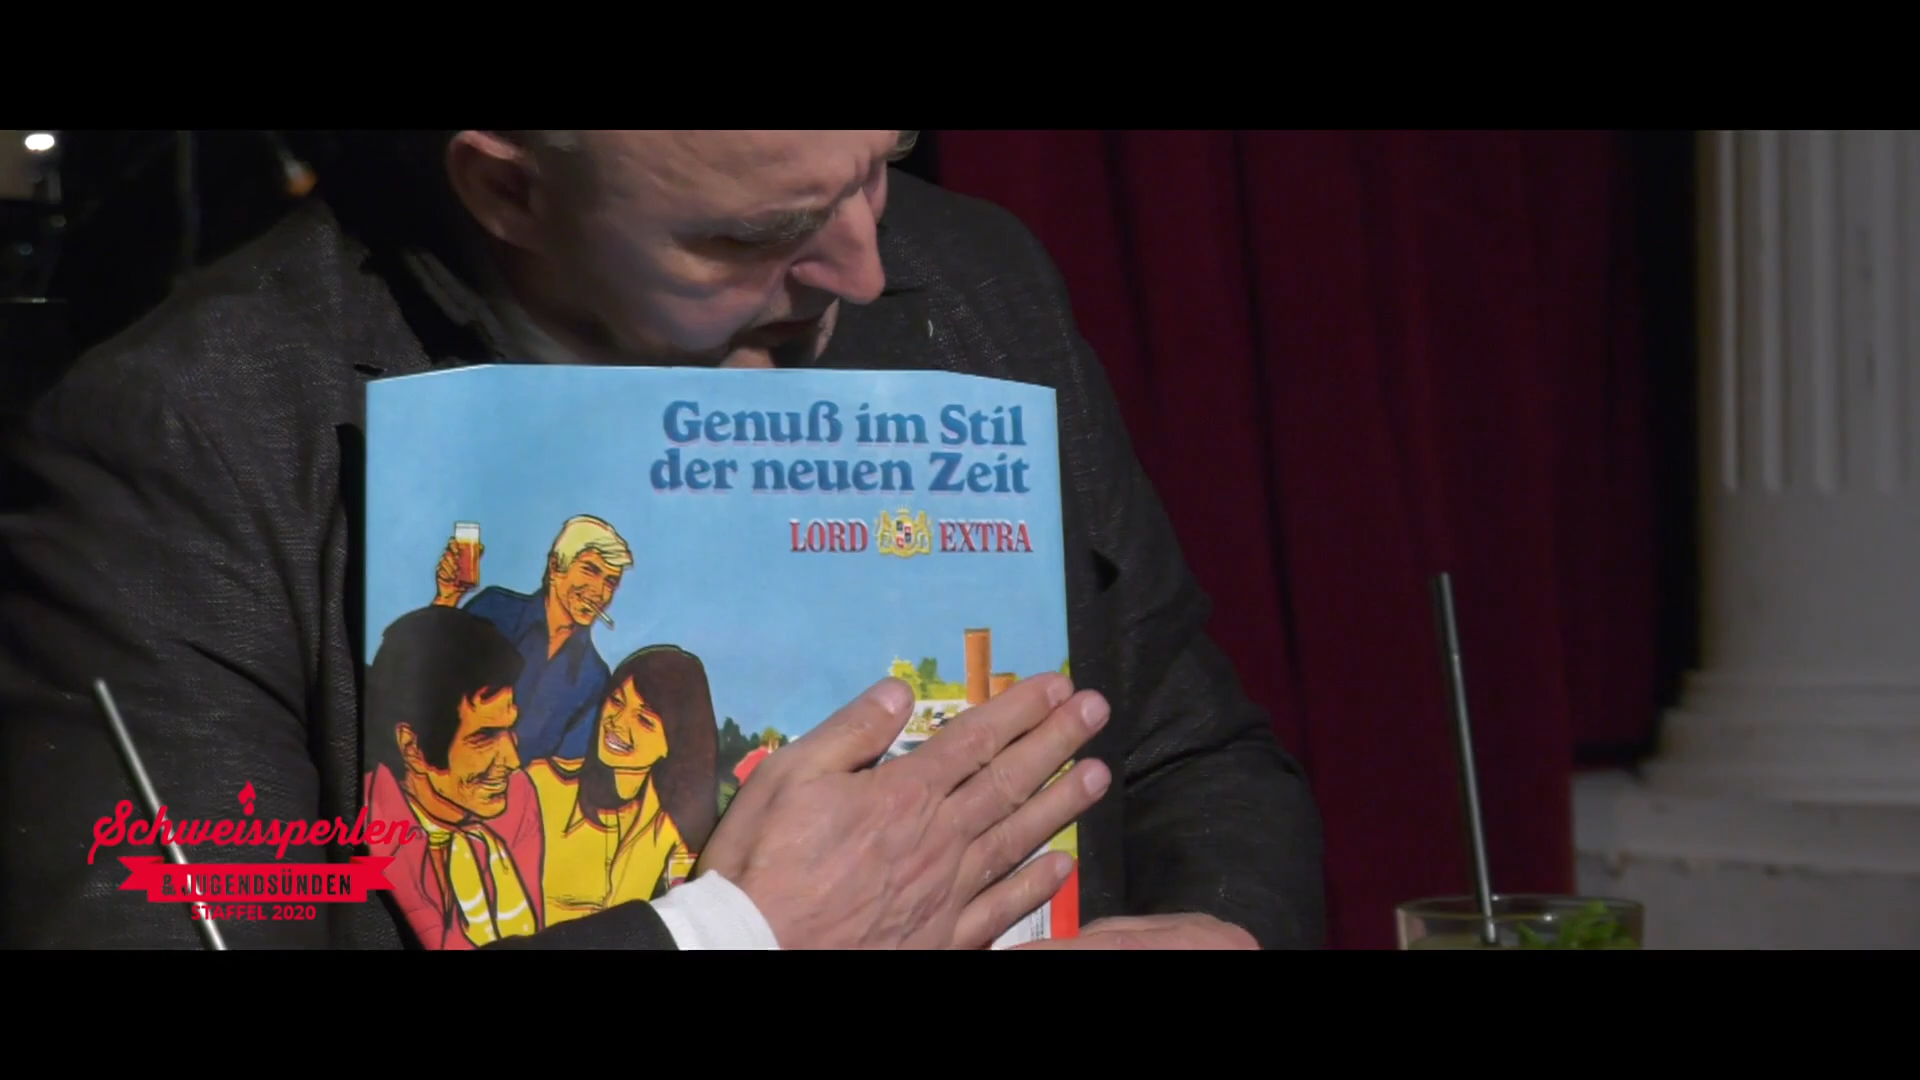 Genuß im Stil
der neuen Zeit
LORD EXTRA
Schweissperlen
& JUGENDSÜNDEN
STAFFEL 2020